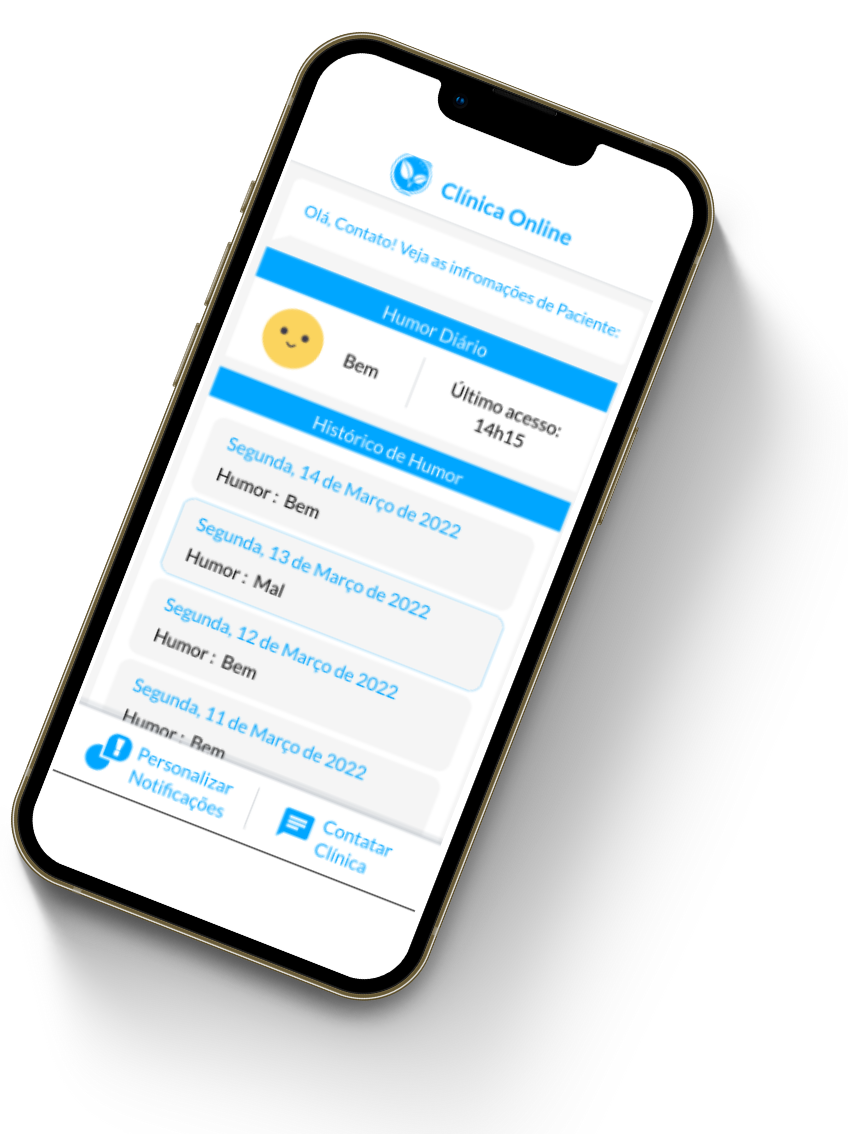 Clínica Online
Olá, Contato! Veja as infromações de Paciente:
Humor Diário
Bem
Último acesso:
14h15
Histórico de Humor
Segunda, 14 de Março de 2022
Humor : Bem
Segunda, 13 de Março de 2022
Humor : Mal
Segunda, 12 de Março de 2022
Humor : Bem
Segunda, 11 de Março de 2022
Humor : Bem
Personalizar
Notificações
Contatar
Clínica